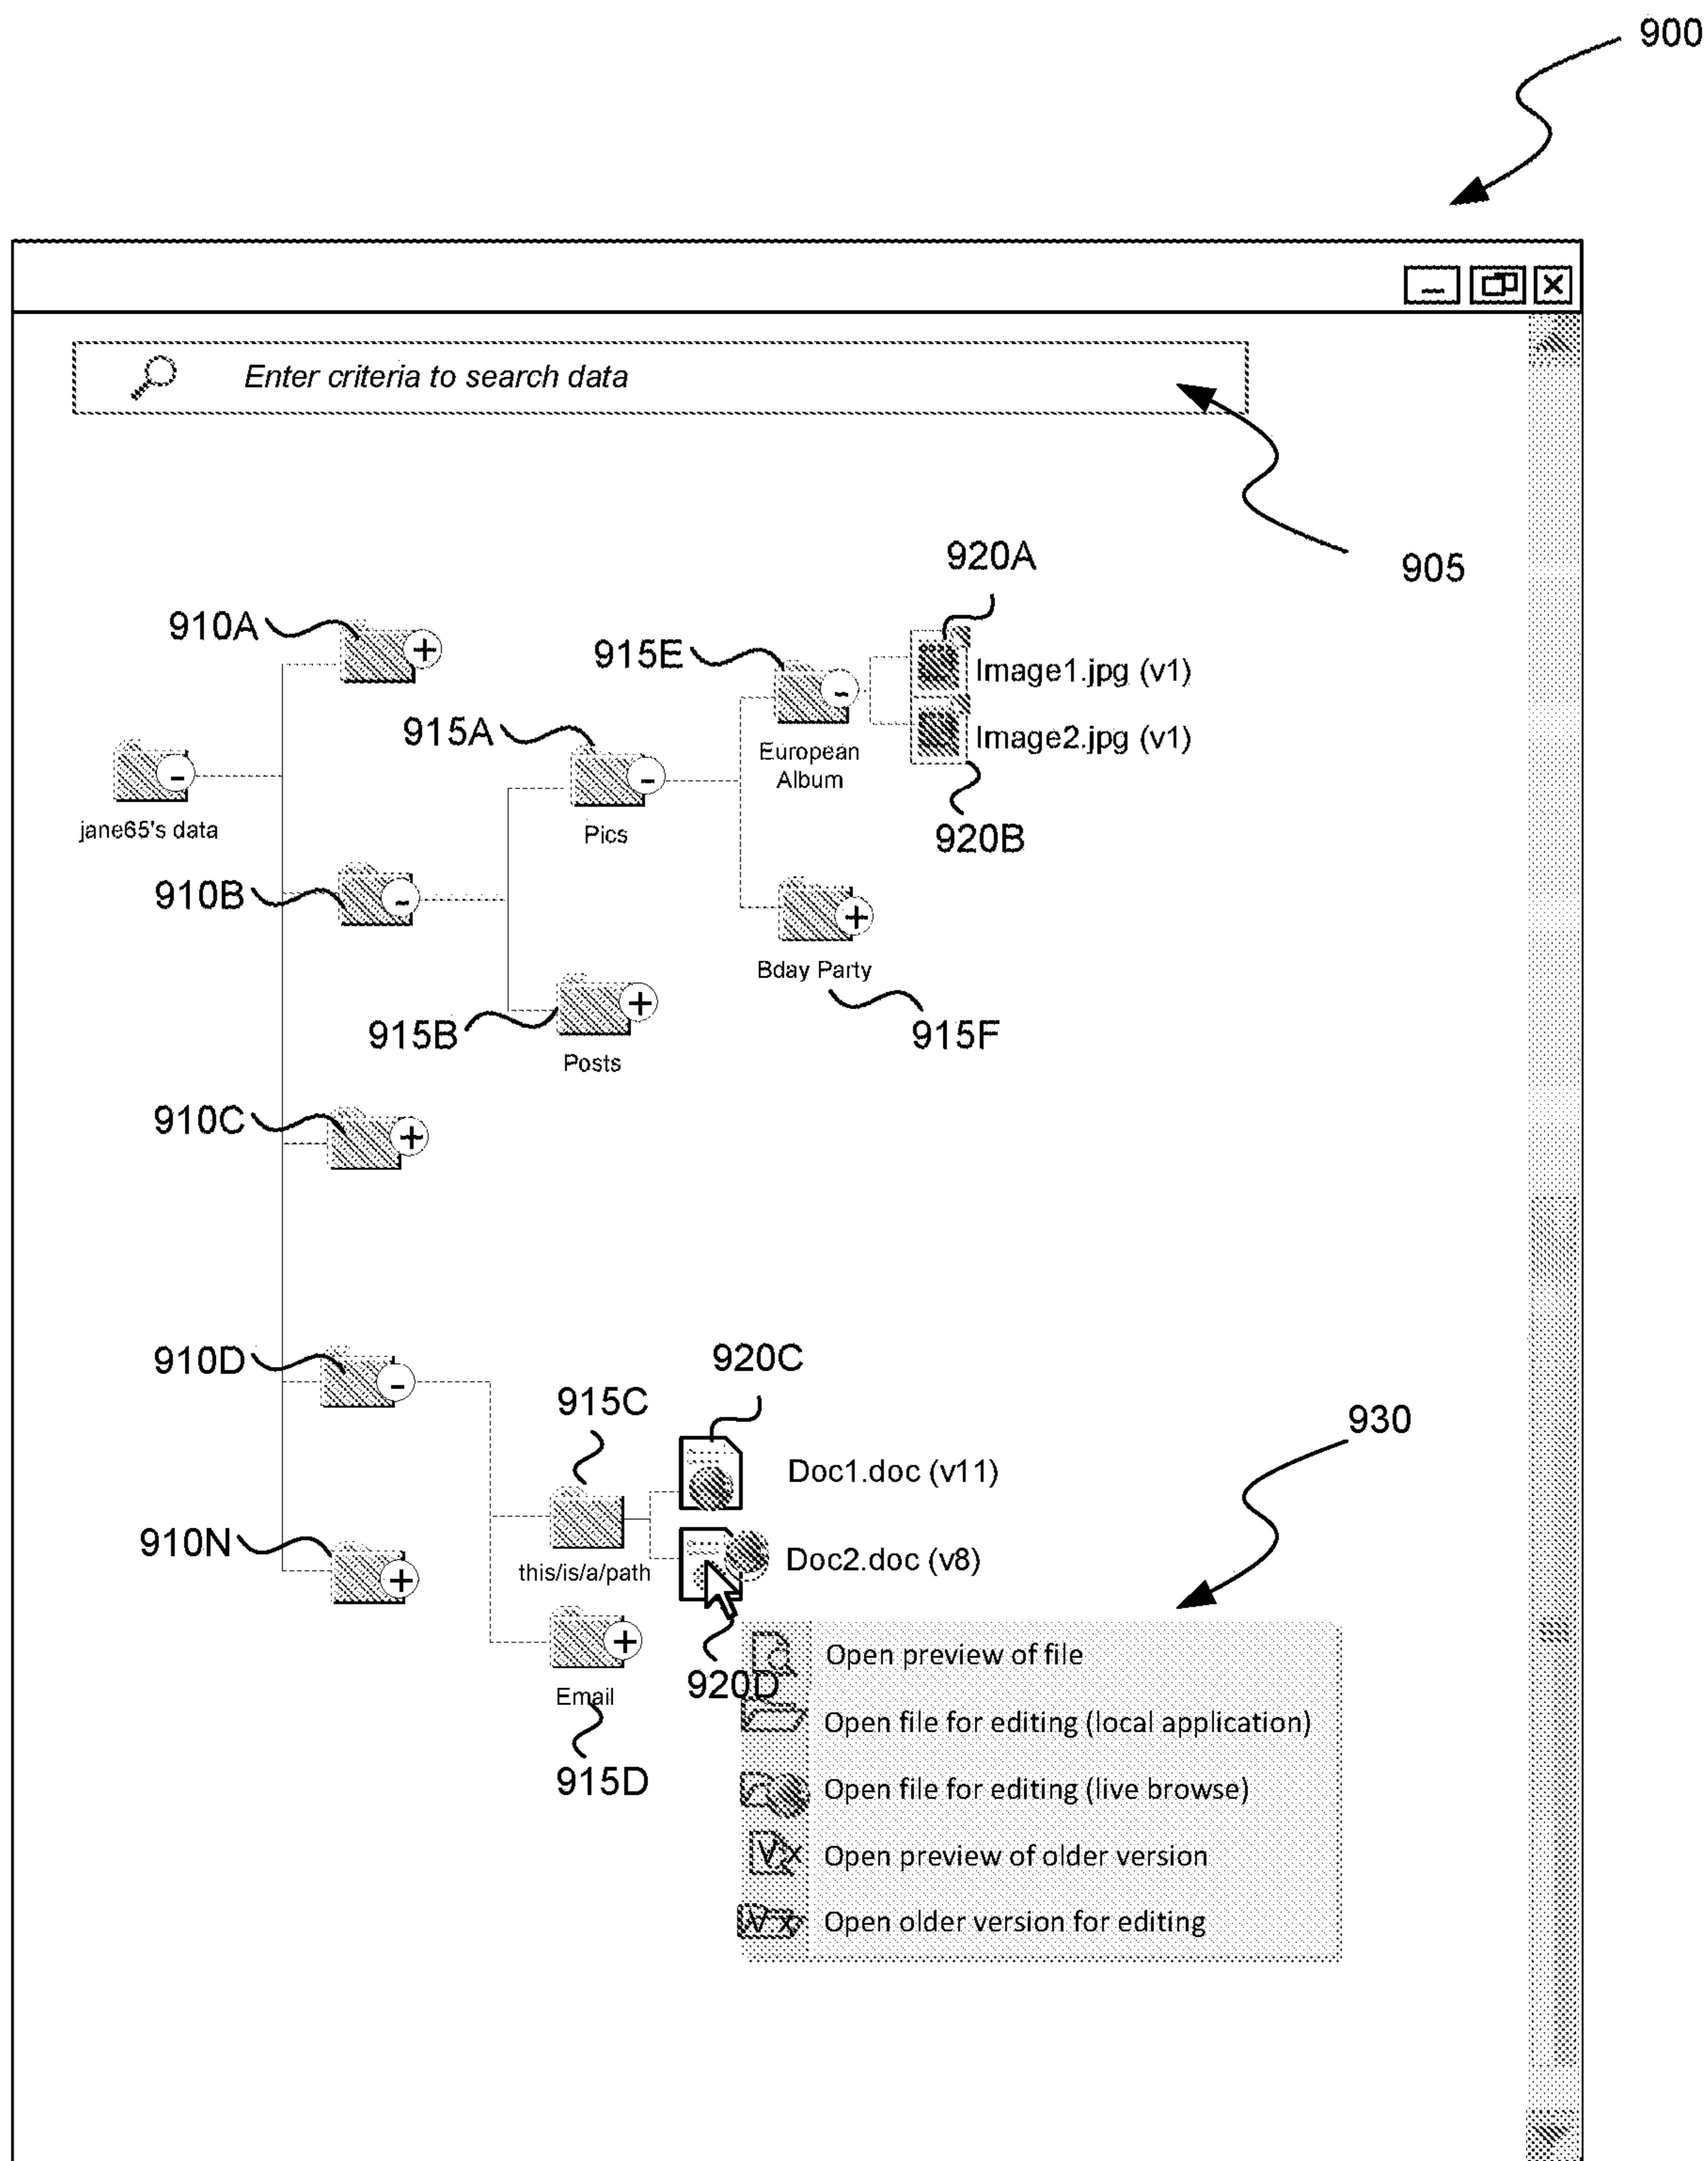 900
Enter criteria to search data
905
920A
910A
915E
Image1.jpg (v1)
915A
Image2.jpg (v1)
European
Album
jane65's data
Pics
920B
910B
Bday Party
915B
915F
Posts
910C
910D
920C
915C
930
Doc1.doc (v11)
910N
this/is/a/path
Doc2.doc (v8)
Open preview of file
920D
Email
Open file for editing (local application)
915D
Open file for editing (live browse)
Vx
Open preview of older version
Vx
Open older version for editing